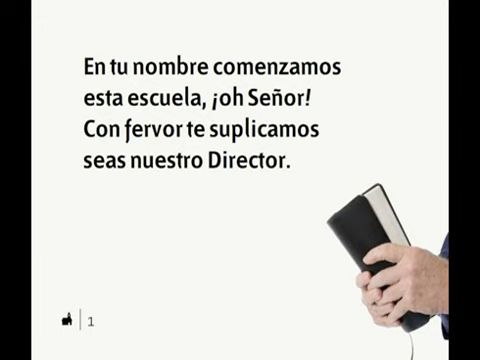 En tu nombre comenzamos
esta escuela, ¡oh Señor!
Con fervor te suplicamos
seas nuestro Director.
1